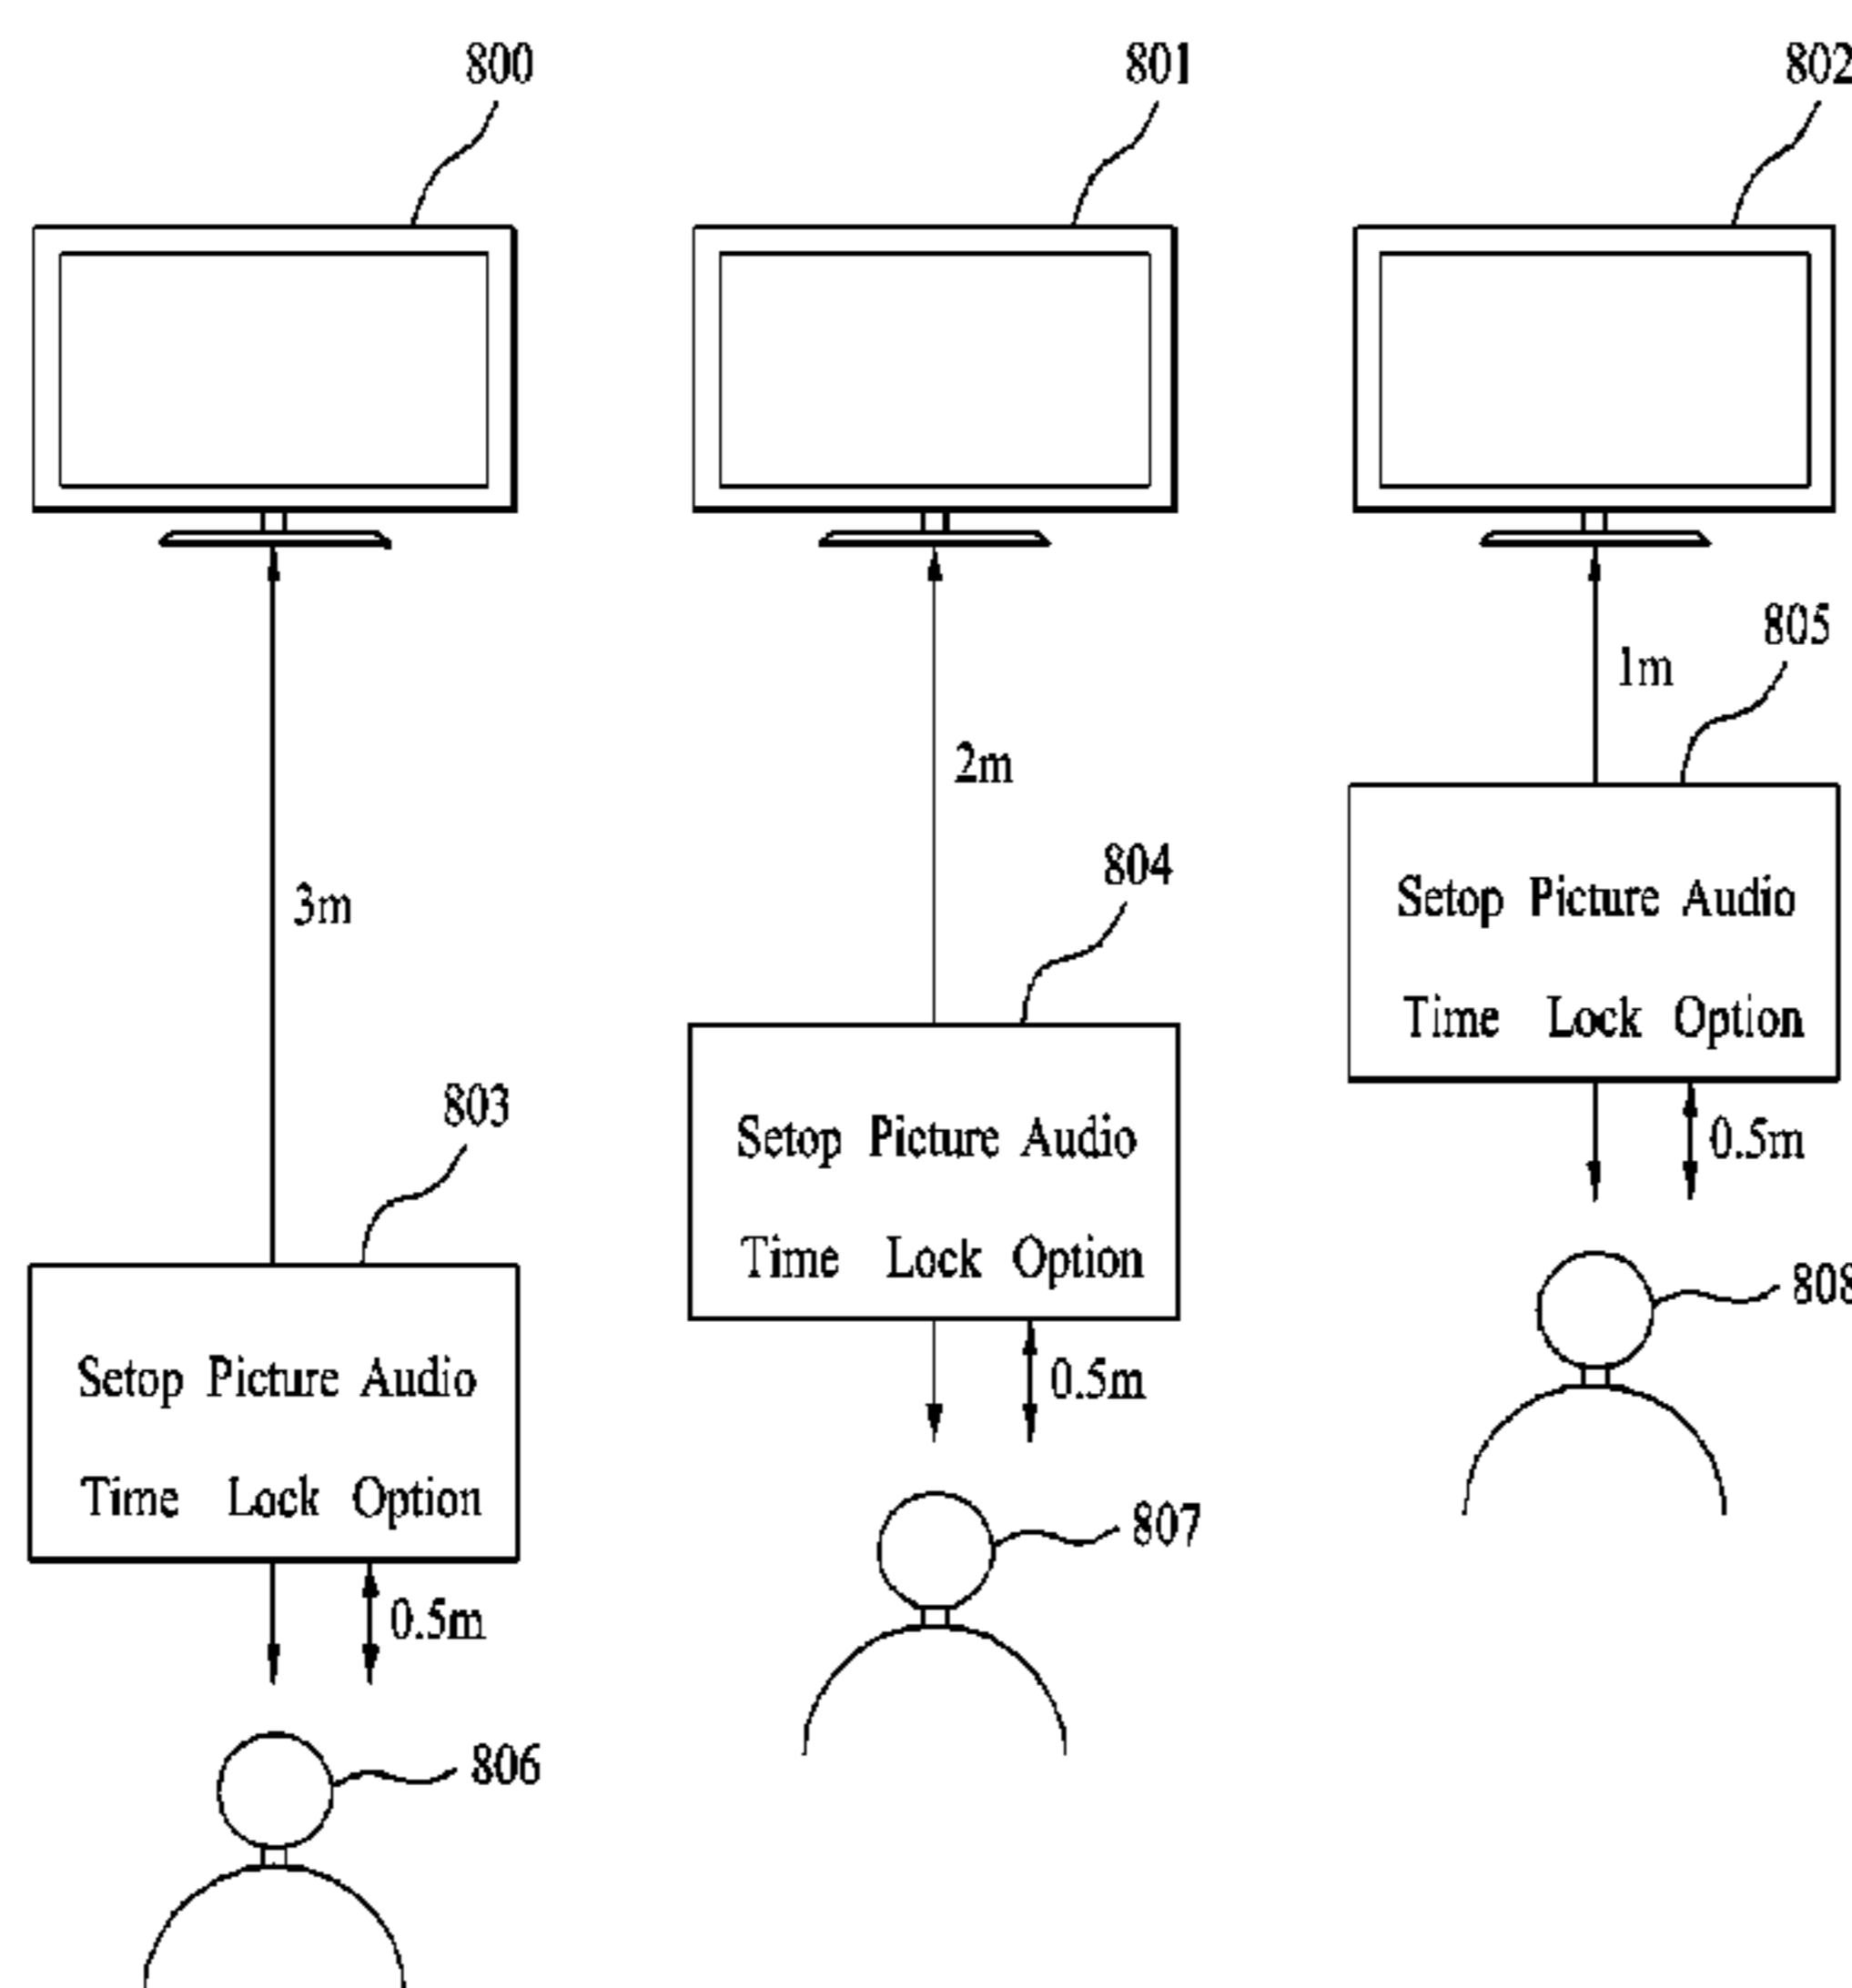 800
801
802
805
1m
2m
804
Setop Picture Audio
Time Lock Option
3m
803
Setop Picture Audio
Time Lock Option
0.5m
808
Setop Picture Audio
Time Lock Option
0.5m
807
0.5m
806